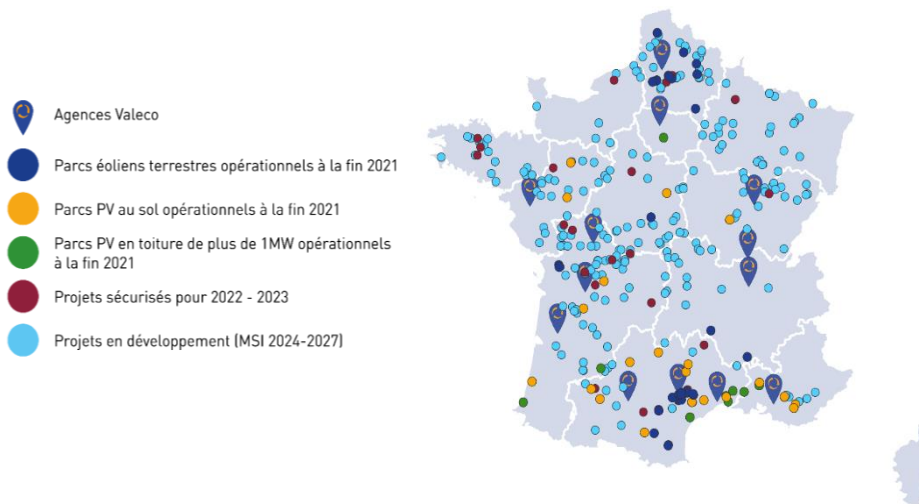 Agences Valeco
Parcs éoliens terrestres opérationnels à la fin 2021
Parcs PV au sol opérationnels à la fin 2021
Parcs PV en toiture de plus de 1MW opérationnels
à la fin 2021
Projets sécurisés pour 2022 - 2023
Projets en développement (MSI 2024-2027)